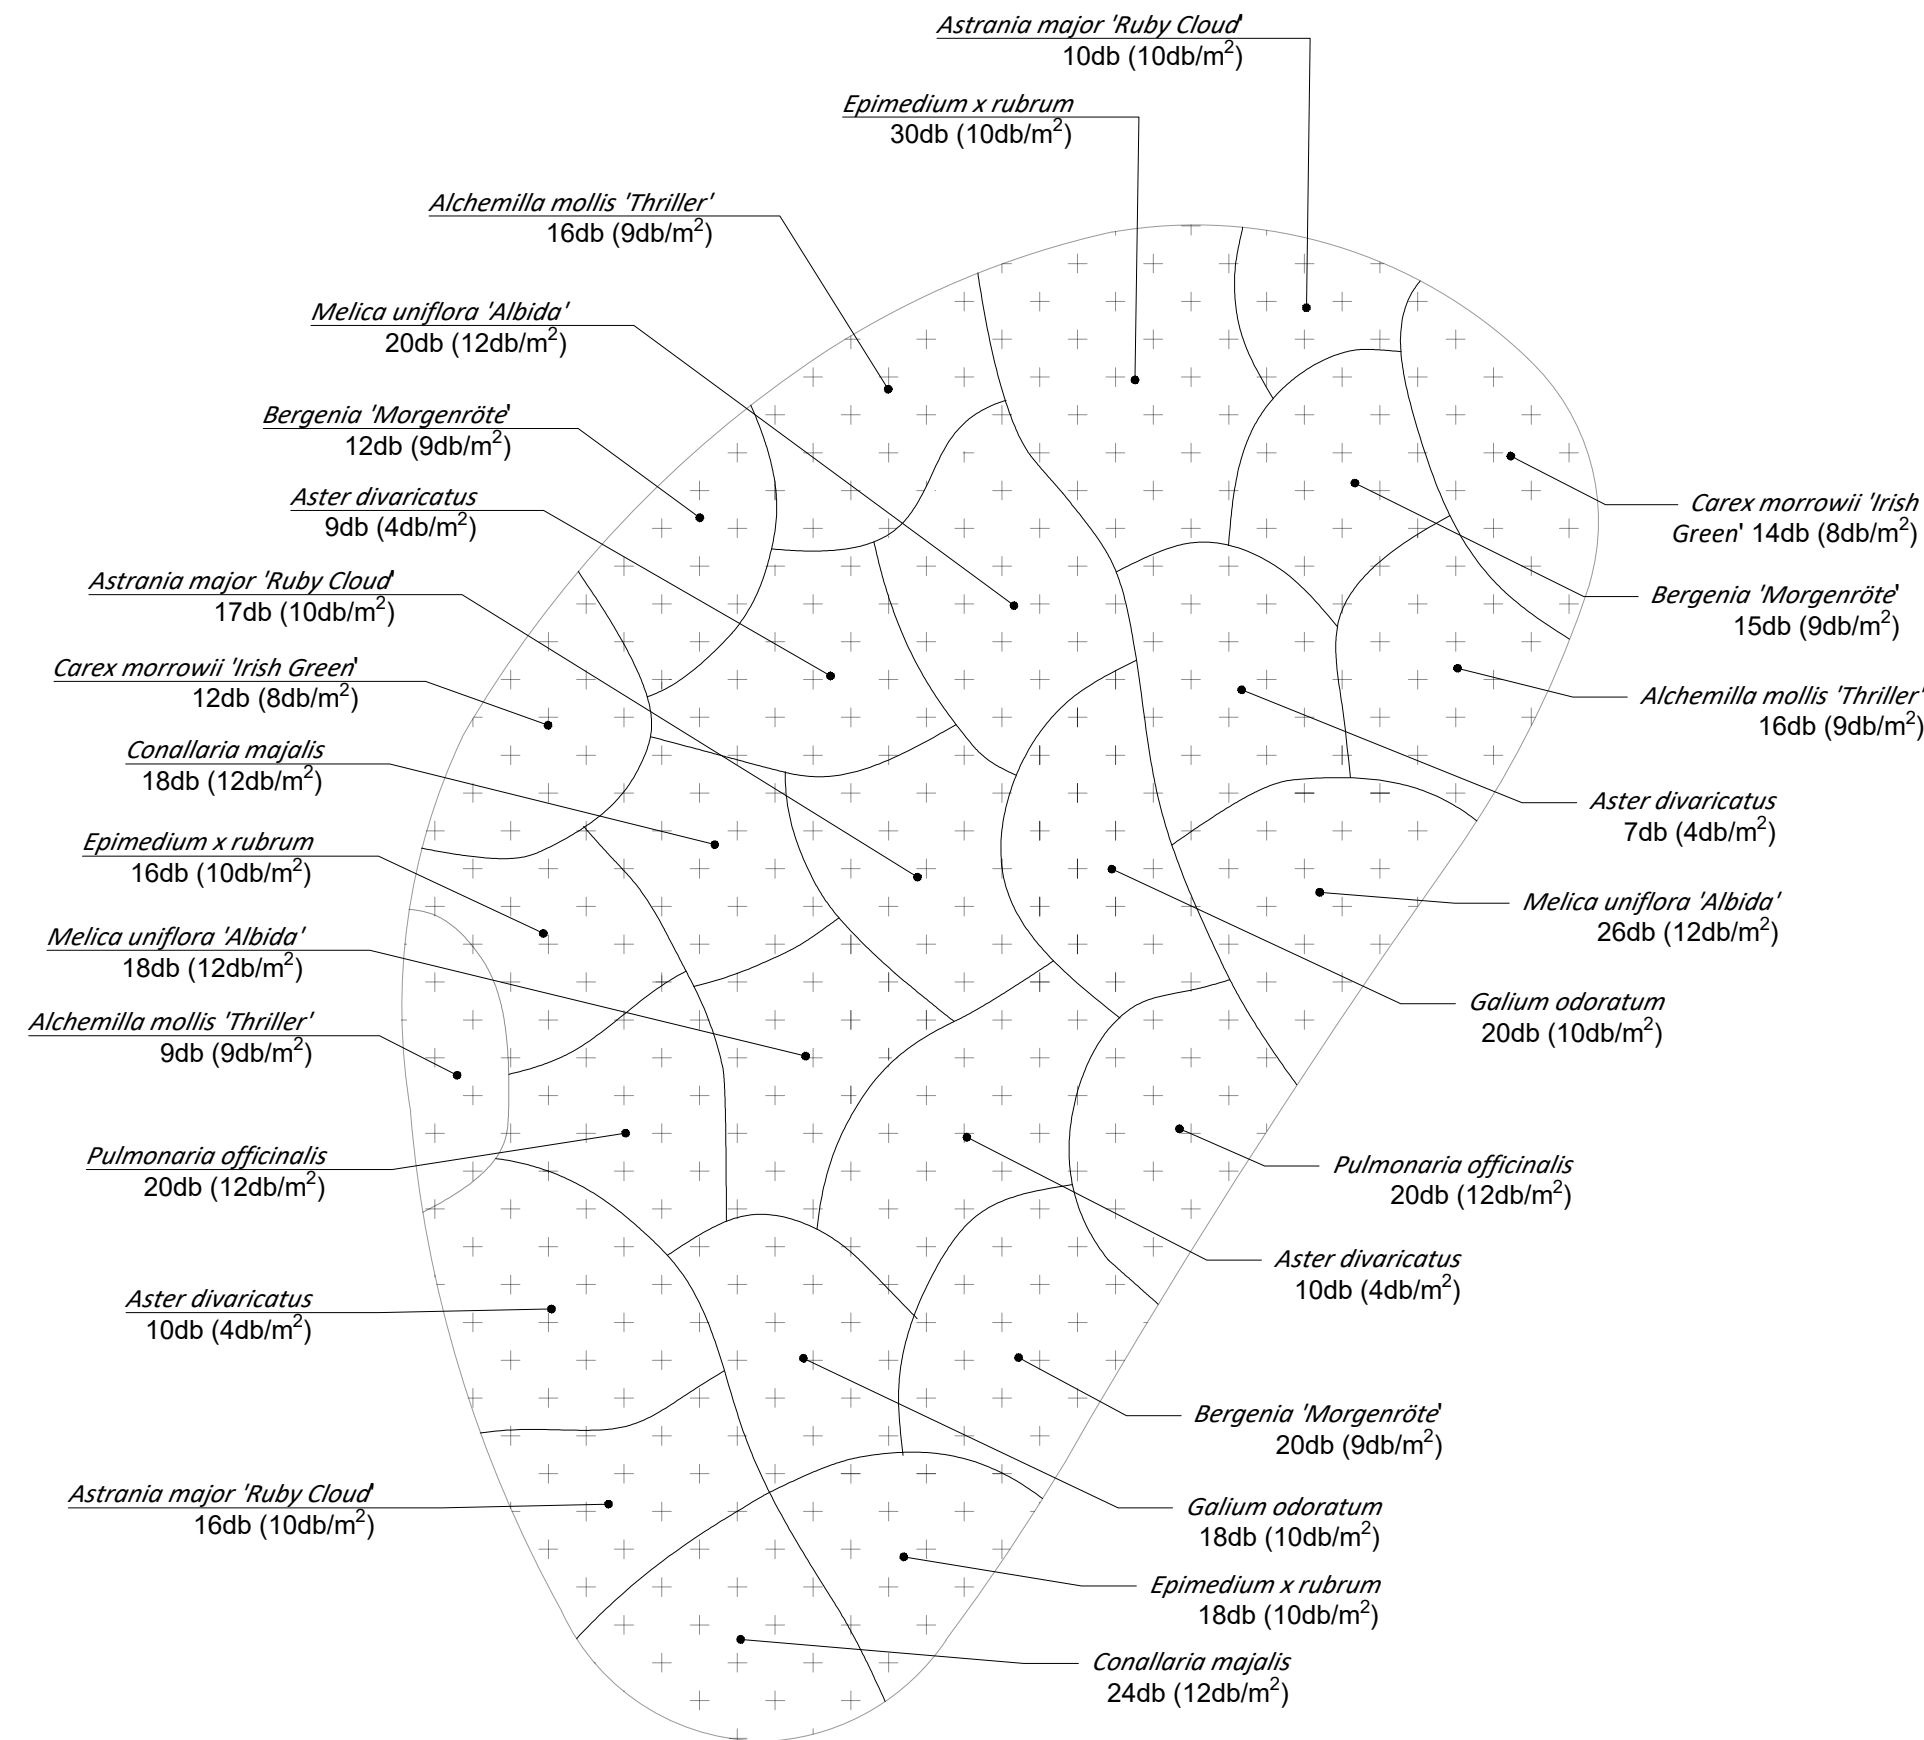 Astrania major 'Ruby Cloud'
10db (10db/m²)
Epimedium x rubrum
30db (10db/m²)
Alchemilla mollis 'Thriller'
16db (9db/m²)
Melica uniflora 'Albida'
20db (12db/m²)
Bergenia 'Morgenröte'
12db (9db/m²)
Aster divaricatus
9db (4db/m²)
Astrania major 'Ruby Cloud'
17db (10db/m²)
Carex morrowii 'Irish Green'
12db (8db/m²)
Conallaria majalis
18db (12db/m²)
Epimedium x rubrum
16db (10db/m²)
Melica uniflora 'Albida'
18db (12db/m²)
Alchemilla mollis 'Thriller'
9db (9db/m²)
Pulmonaria officinalis
20db (12db/m²)
Aster divaricatus
10db (4db/m²)
Astrania major 'Ruby Cloud'
16db (10db/m²)
Carex morrowii 'Irish
Green' 14db (8db/m²)
Bergenia 'Morgenröte'
15db (9db/m²)
Alchemilla mollis 'Thriller'
16db (9db/m²)
Aster divaricatus
7db (4db/m²)
Melica uniflora 'Albida'
26db (12db/m²)
Galium odoratum
20db (10db/m²)
Pulmonaria officinalis
20db (12db/m²)
Aster divaricatus
10db (4db/m²)
Bergenia 'Morgenröte'
20db (9db/m²)
Galium odoratum
18db (10db/m²)
Epimedium x rubrum
18db (10db/m²)
Conallaria majalis
24db (12db/m²)